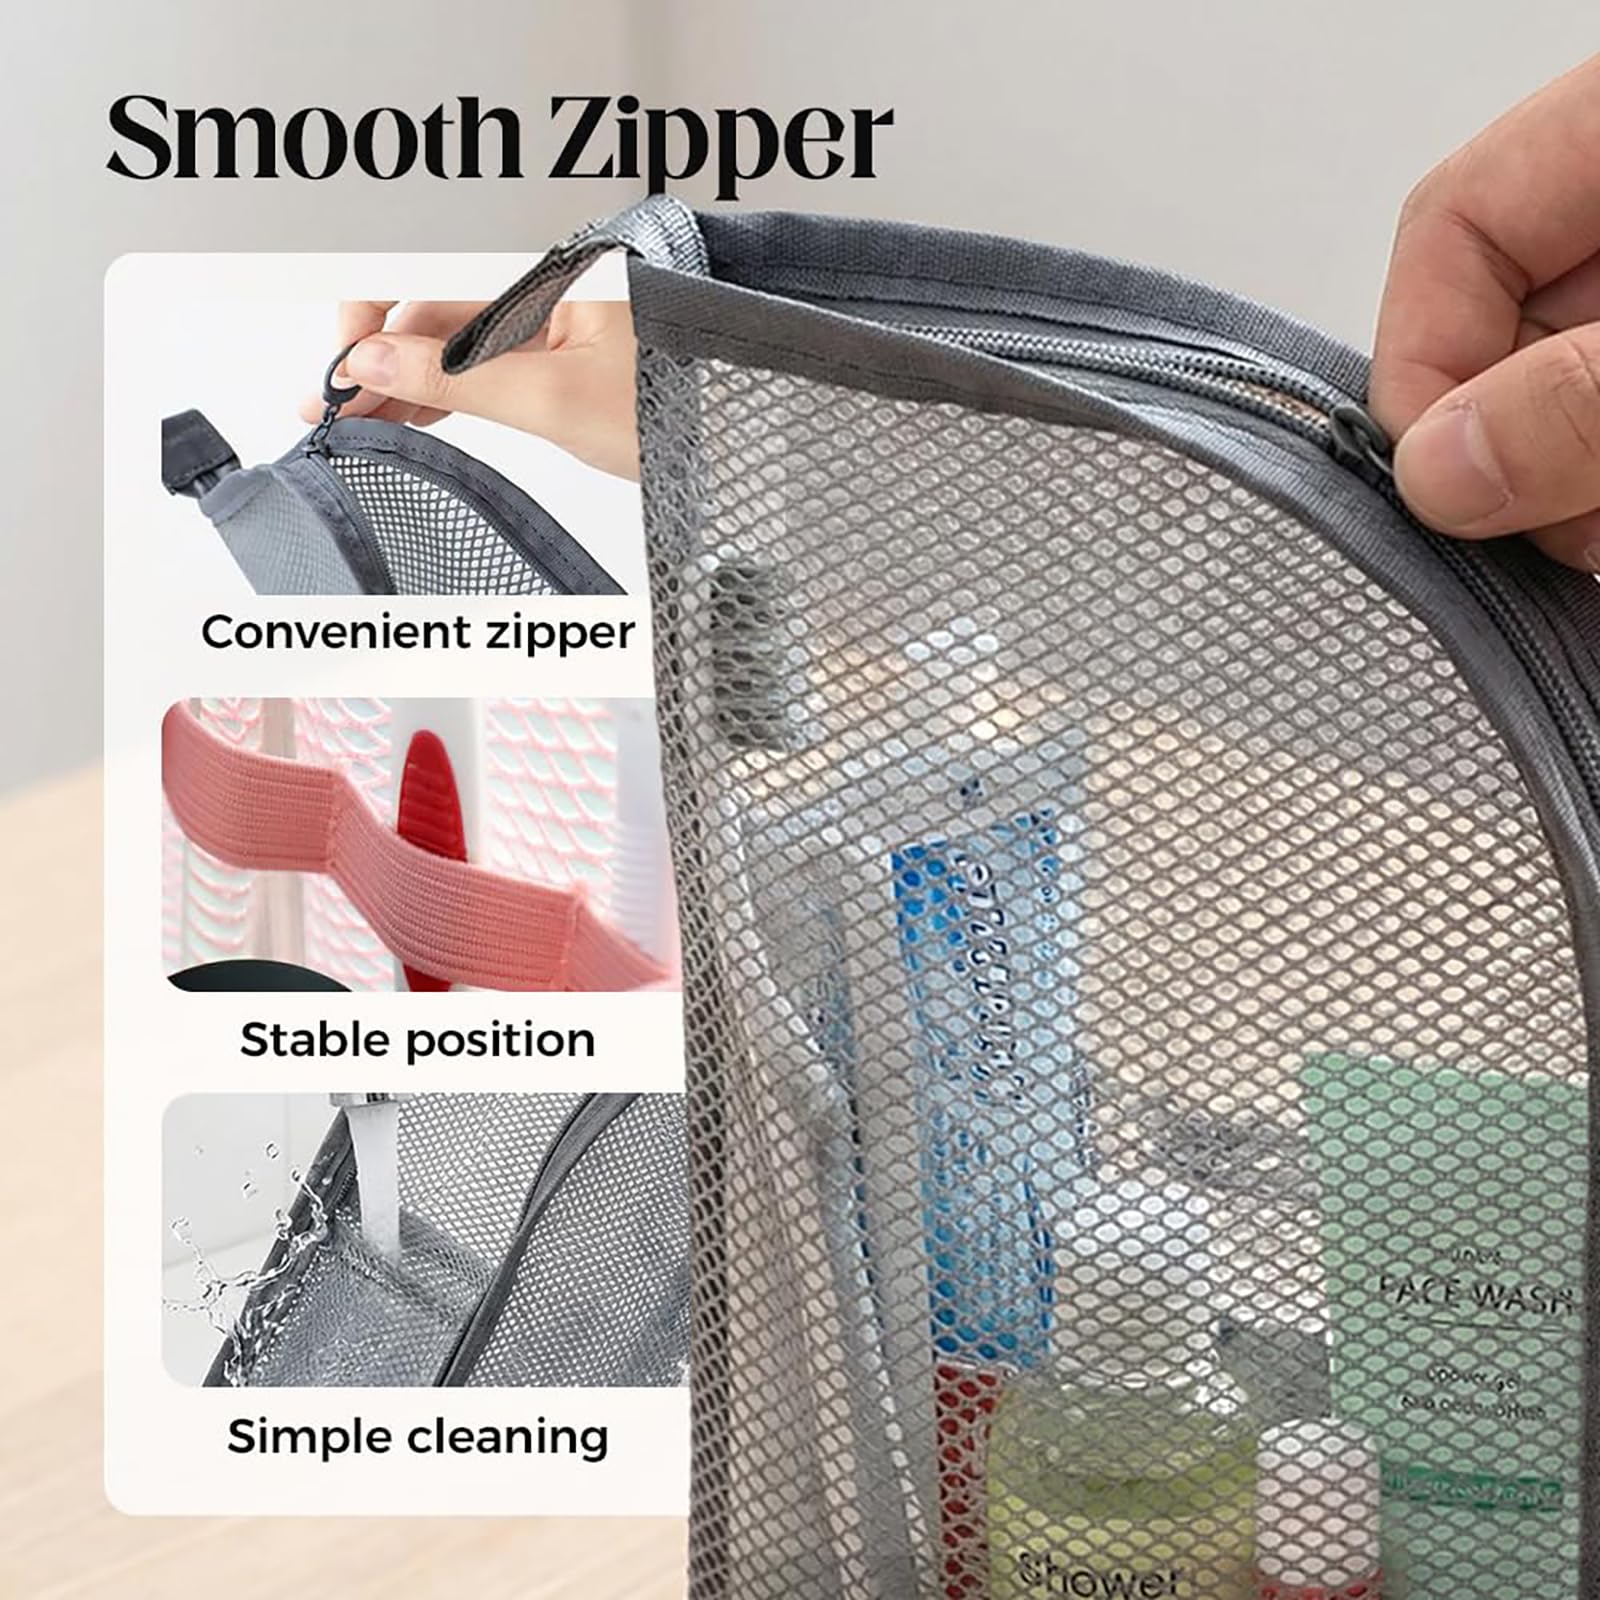 Smooth Zipper
Convenient zipper
Stable position
Simple cleaning
FACE WASH
shower